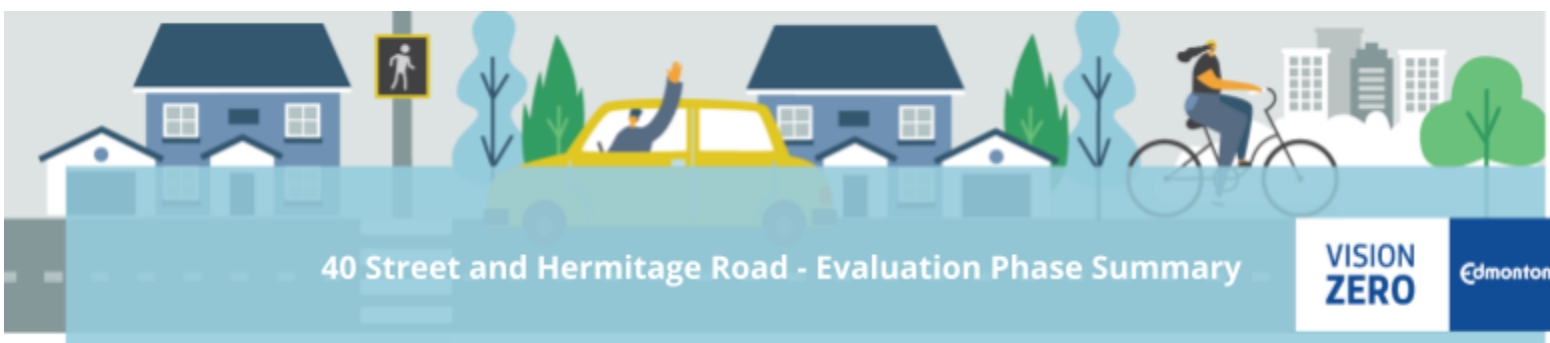 40 Street and Hermitage Road - Evaluation Phase Summary
VISION
ZERO
Edmonton